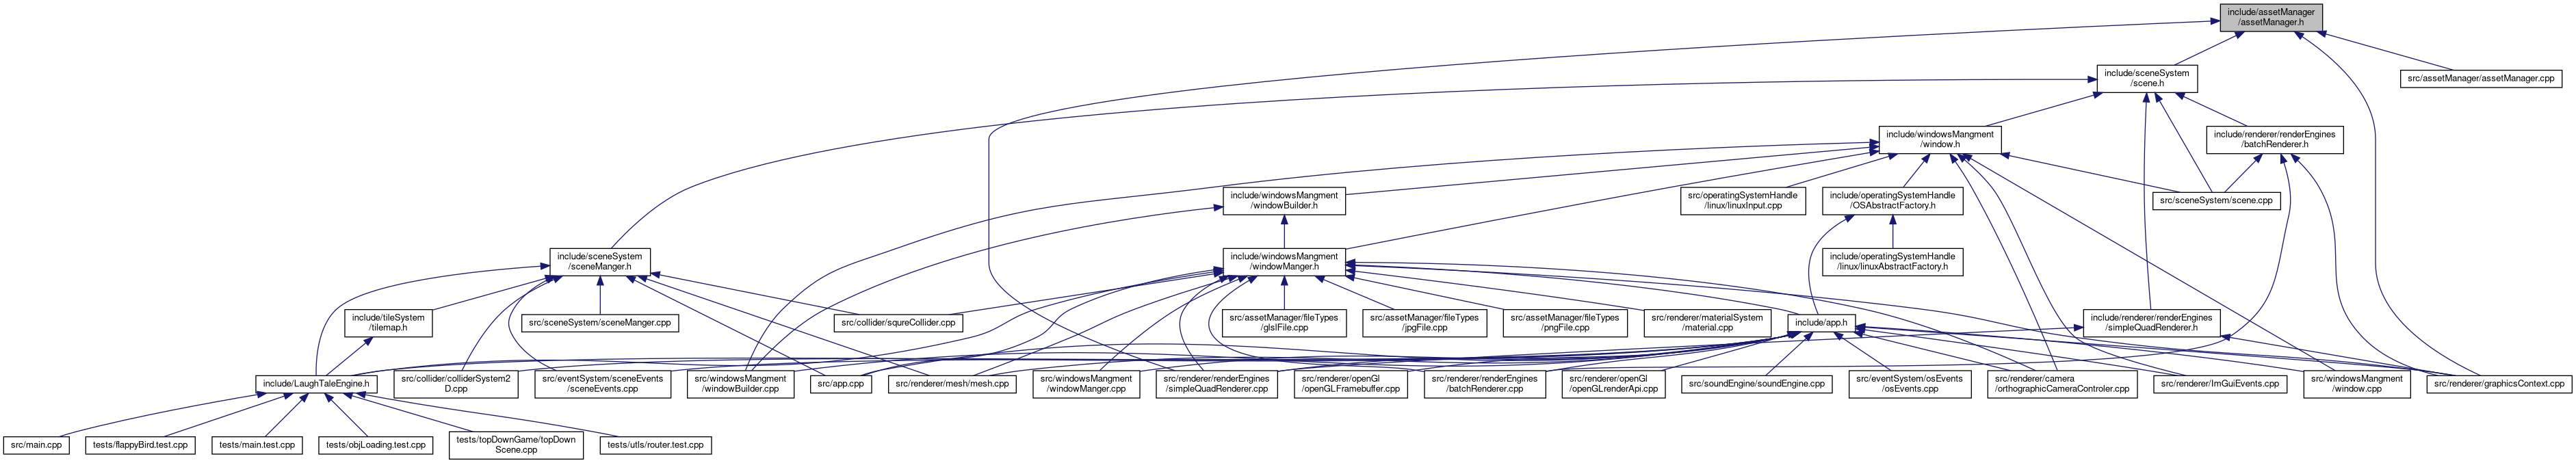 include/assetManager
/assetManager.h
include/sceneSystem
/scene.h
src/assetManager/assetManager.cpp
include/windowsMangment
/window.h
include/renderer/renderEngines
/batchRenderer.h
include/windowsMangment
/windowBuilder.h
src/operatingSystemHandle
/linux/linuxInput.cpp
include/operatingSystemHandle
/OSAbstractFactory.h
src/sceneSystem/scene.cpp
include/sceneSystem
/sceneManger.h
include/windowsMangment
/windowManger.h
include/operatingSystemHandle
/linux/linuxAbstractFactory.h
include/tileSystem
/tilemap.h
src/sceneSystem/sceneManger.cpp
src/collider/squreCollider.cpp
src/assetManager/fileTypes
/glslFile.cpp
src/assetManager/fileTypes
/jpgFile.cpp
src/assetManager/fileTypes
/pngFile.cpp
src/renderer/materialSystem
/material.cpp
include/app.h
include/renderer/renderEngines
/simpleQuadRenderer.h
include/LaughTaleEngine.h
src/collider/colliderSystem2
D.cpp
src/eventSystem/sceneEvents
/sceneEvents.cpp
src/windowsMangment
/windowBuilder.cpp
src/app.cpp
src/renderer/mesh/mesh.cpp
src/windowsMangment
/windowManger.cpp
src/renderer/renderEngines
/simpleQuadRenderer.cpp
src/renderer/openGl
/openGLFramebuffer.cpp
src/renderer/renderEngines
/batchRenderer.cpp
src/renderer/openGl
/openGLrenderApi.cpp
src/soundEngine/soundEngine.cpp
src/eventSystem/osEvents
/osEvents.cpp
src/renderer/camera
/orthographicCameraControler.cpp
src/renderer/ImGuiEvents.cpp
src/windowsMangment
/window.cpp
src/renderer/graphicsContext.cpp
src/main.cpp
tests/flappyBird.test.cpp
tests/main.test.cpp
tests/objLoading.test.cpp
tests/topDownGame/topDown
Scene.cpp
tests/utls/router.test.cpp